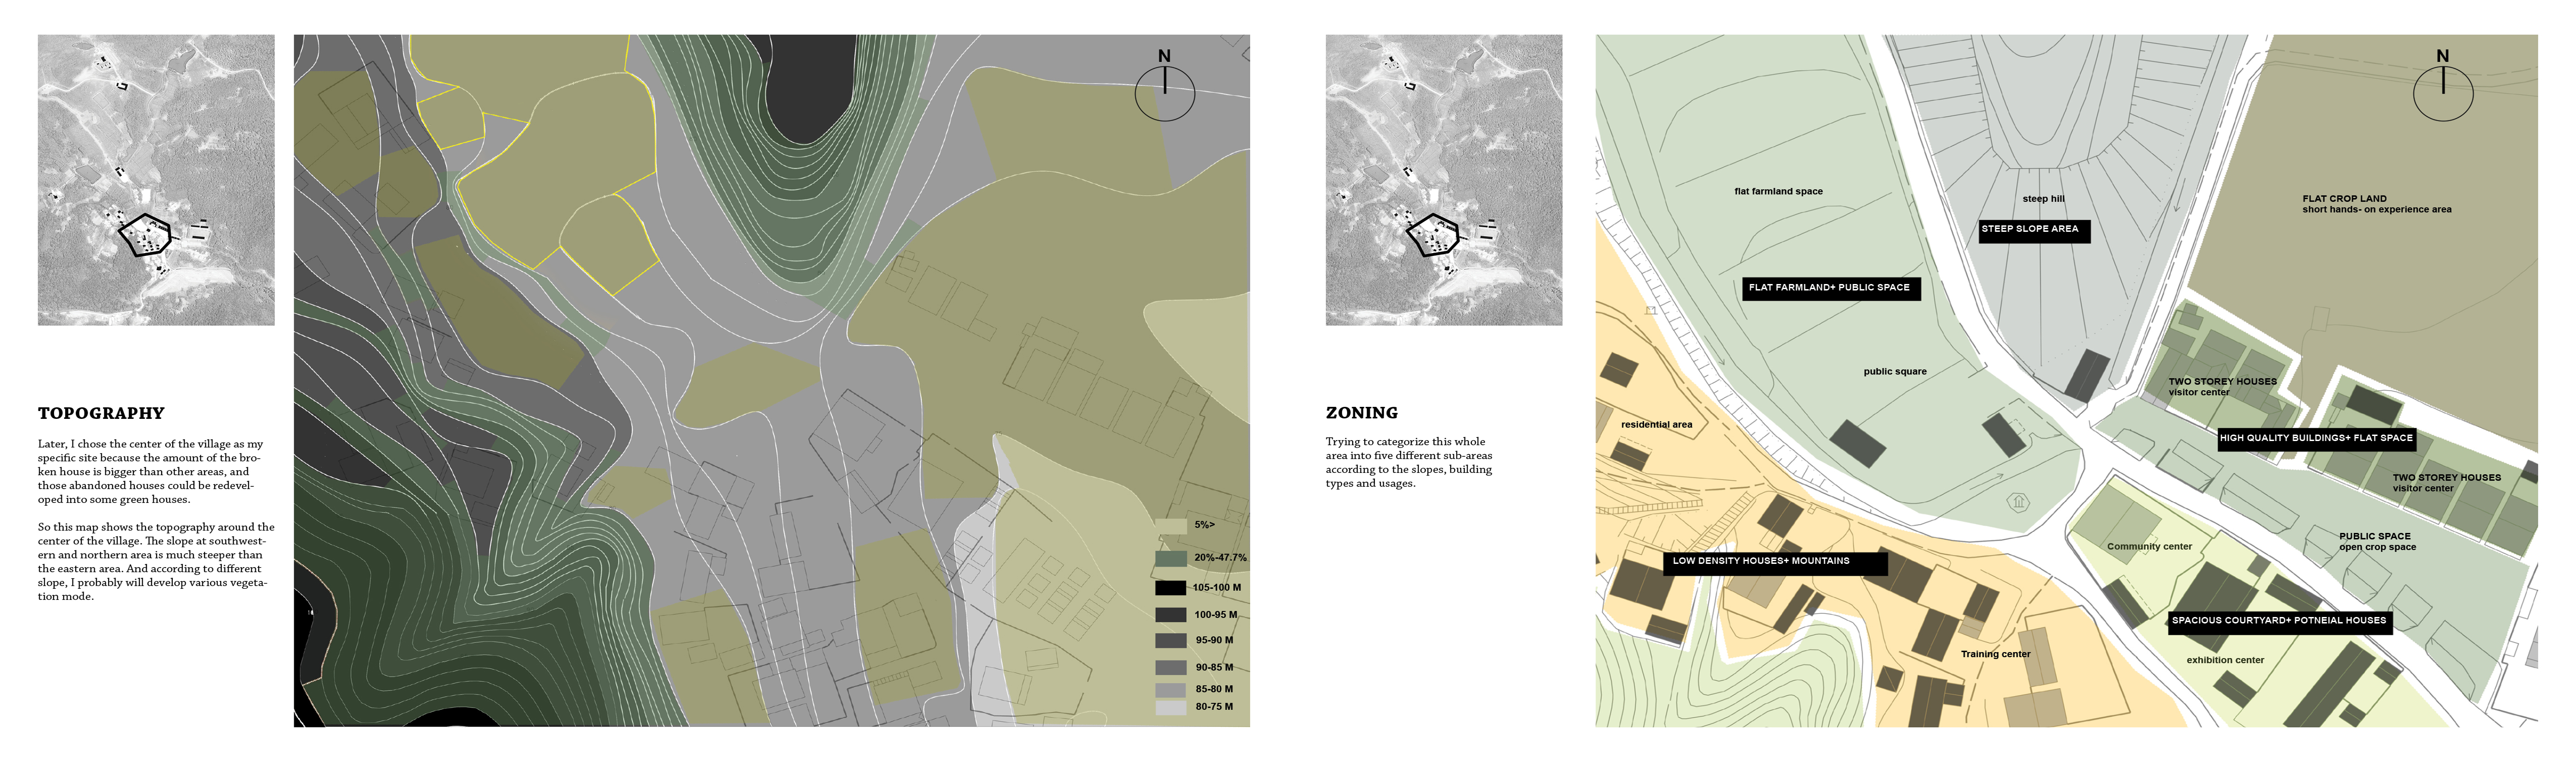 TOPOGRAPHY
Later, I chose the center of the village as my
specific site because the amount of the bro-
ken house is bigger than other areas, and
those abandoned houses could be redevel-
oped into some green houses.
So this map shows the topography around the
center of the village. The slope at southwest-
ern and northern area is much steeper than
the eastern area. And according to different
slope, I probably will develop various vegeta-
tion mode.
N
5%>
20%-47.7%
105-100 M
100-95 M
95-90 M
90-85 M
85-80 M
80-75 M
ZONING
Trying to categorize this whole
area into five different sub-areas
according to the slopes, building
types and usages.
N
flat farmland space
steep hill
STEEP SLOPE AREA
FLAT CROP LAND
short hands- on experience area
FLAT FARMLAND+ PUBLIC SPACE
public square
TWO STOREY HOUSES
visitor center
residential area
HIGH QUALITY BUILDINGS+ FLAT SPACE
TWO STOREY HOUSES
visitor center
PUBLIC SPACE
open crop space
Community center
LOW DENSITY HOUSES+ MOUNTAINS
SPACIOUS COURTYARD+ POTNEIAL HOUSES
Training center
exhibition center